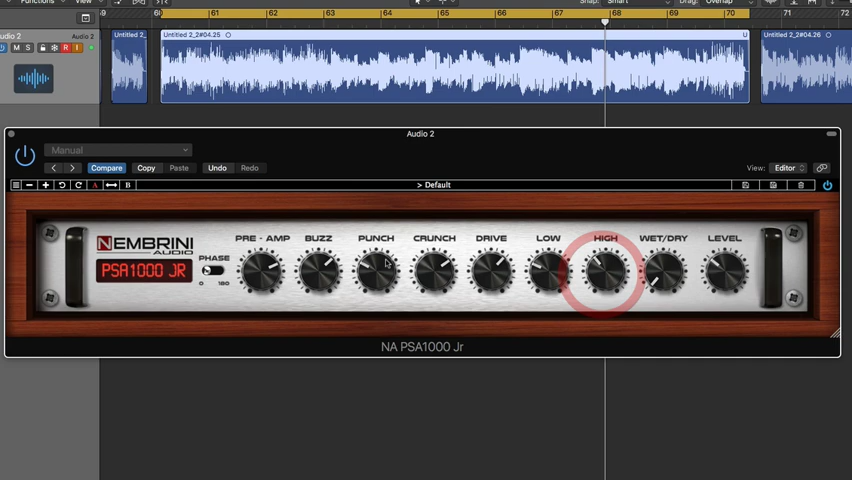 Functions View Snap: Smart Drag: Overlap
61 62 63 64 65 66 67 68 69 70 71 72
Audio 2 Audio 2
M S R I
Untitled 2_ Untitled 2_2#04.25 U Untitled 2_2#04.26
Audio 2
Manual
Compare Copy Paste Undo Redo View: Editor
A B > Default
NEMBRINI
AUDIO
PSA1000 JR
PHASE
0 180
PRE - AMP BUZZ PUNCH CRUNCH DRIVE LOW HIGH WET/DRY LEVEL
NA PSA1000 Jr